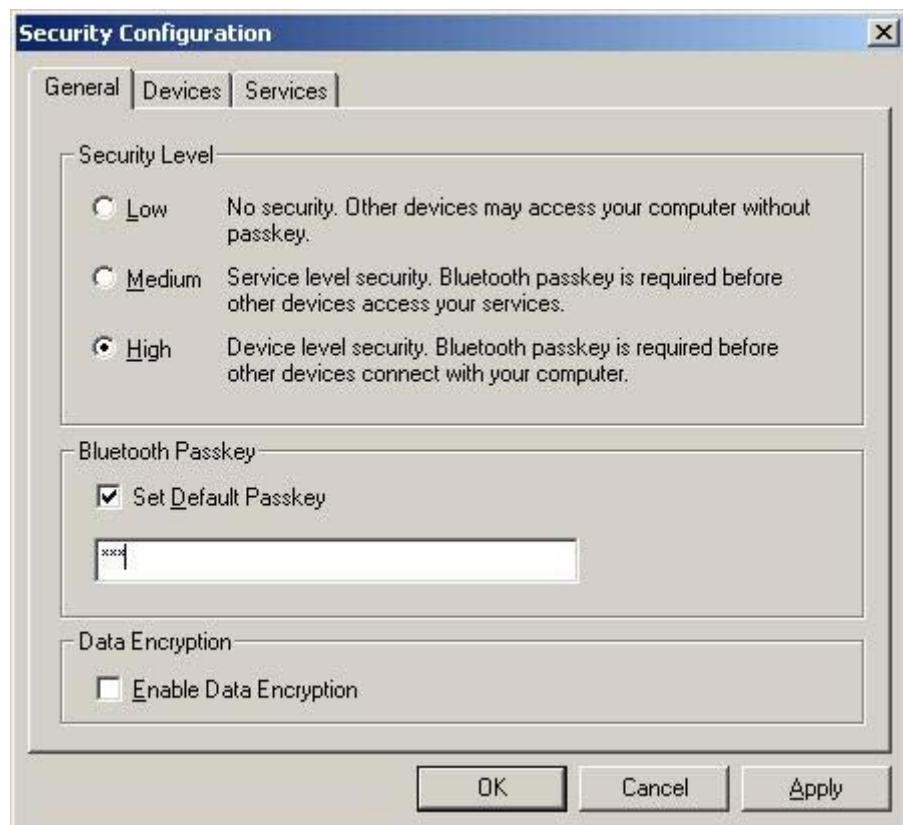 Security Configuration
General Devices Services
Security Level
Low No security. Other devices may access your computer without
passkey.
Medium Service level security. Bluetooth passkey is required before
other devices access your services.
High Device level security. Bluetooth passkey is required before
other devices connect with your computer.
Bluetooth Passkey
Set Default Passkey
***
Data Encryption
Enable Data Encryption
OK Cancel Apply